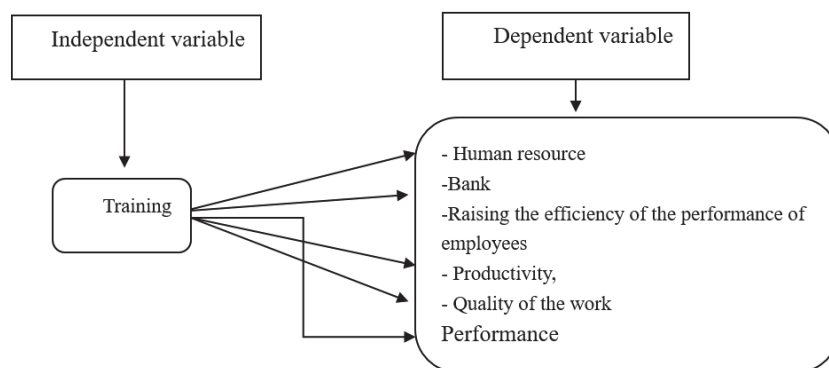 Independent variable
Dependent variable
Training
- Human resource
-Bank
-Raising the efficiency of the performance of
employees
- Productivity,
- Quality of the work
Performance